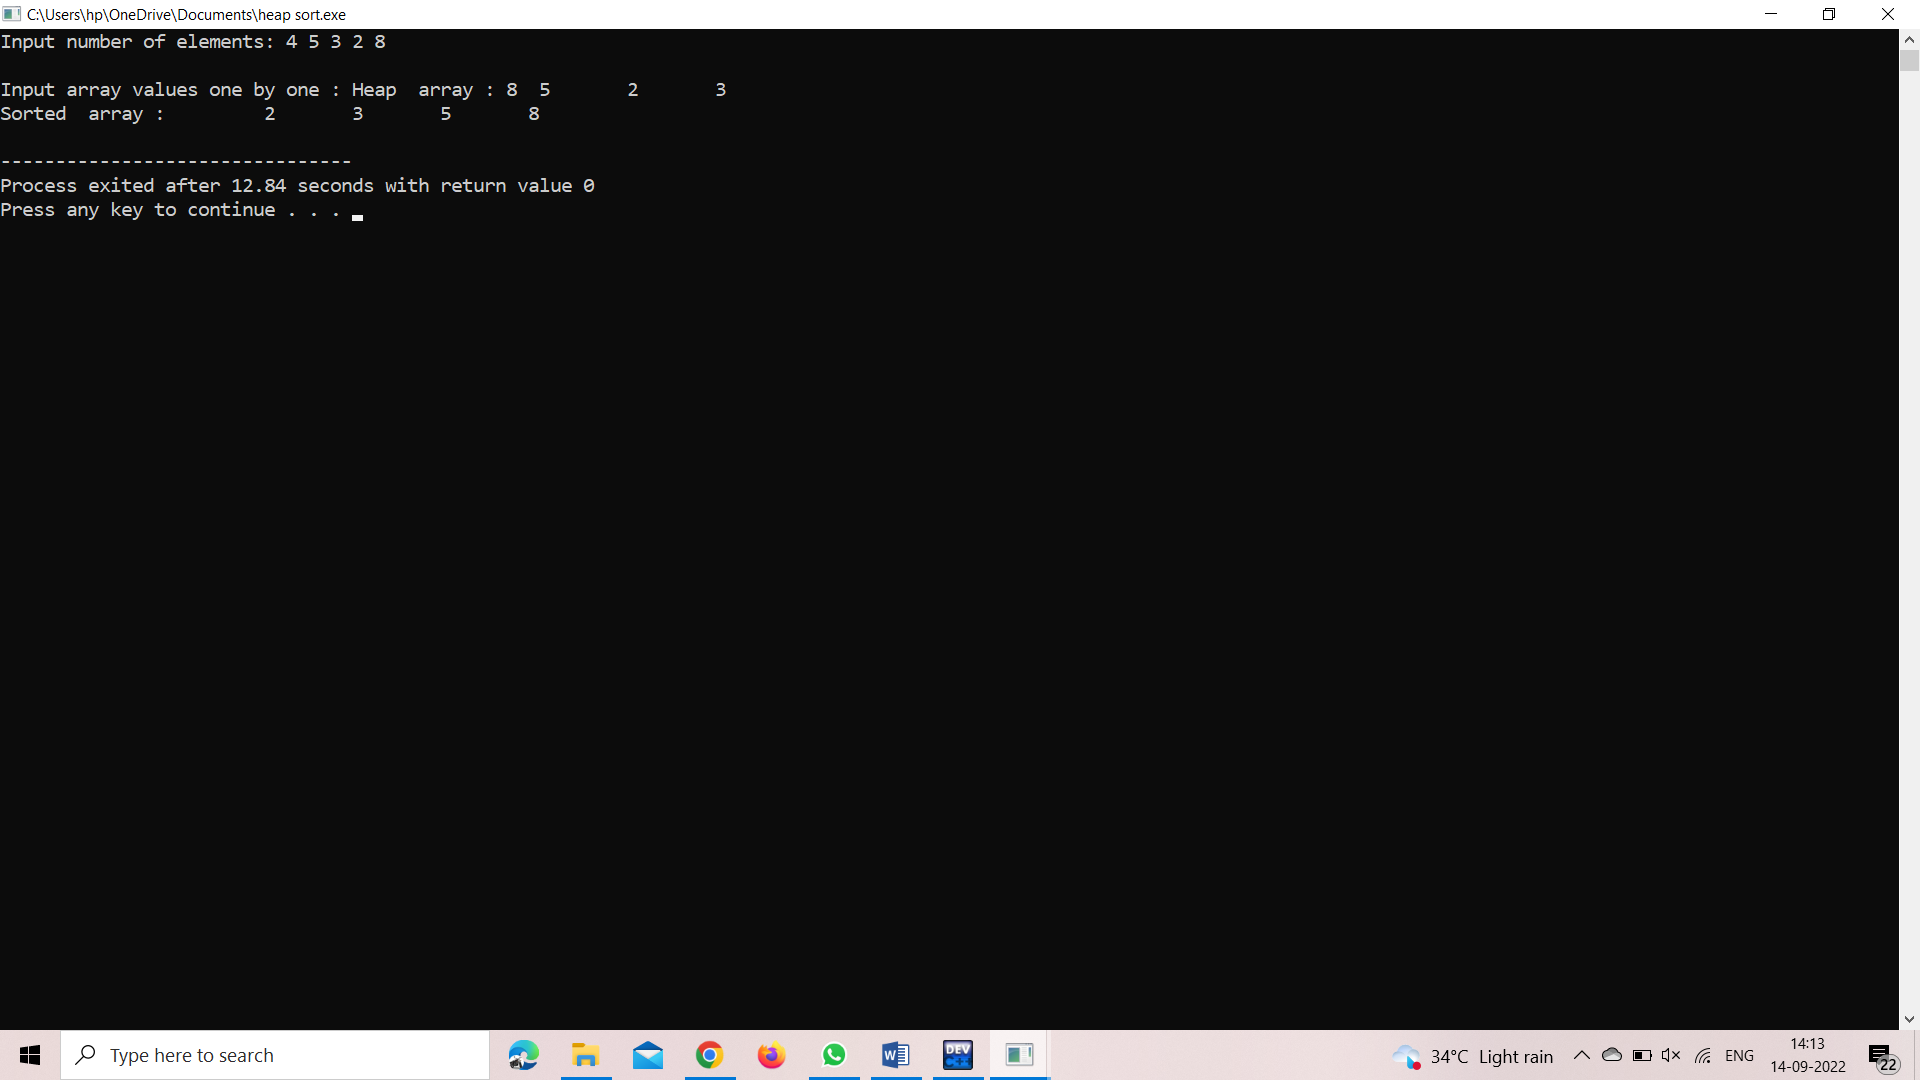 C:\Users\hp\OneDrive\Documents\heap sort.exe
Input number of elements: 4 5 3 2 8
Input array values one by one : Heap  array : 8  5       2       3
Sorted  array :         2       3       5       8
--------------------------------
Process exited after 12.84 seconds with return value 0
Press any key to continue . . .
Type here to search
W
DEV
C++
34°C Light rain
ENG
14:13
14-09-2022
22